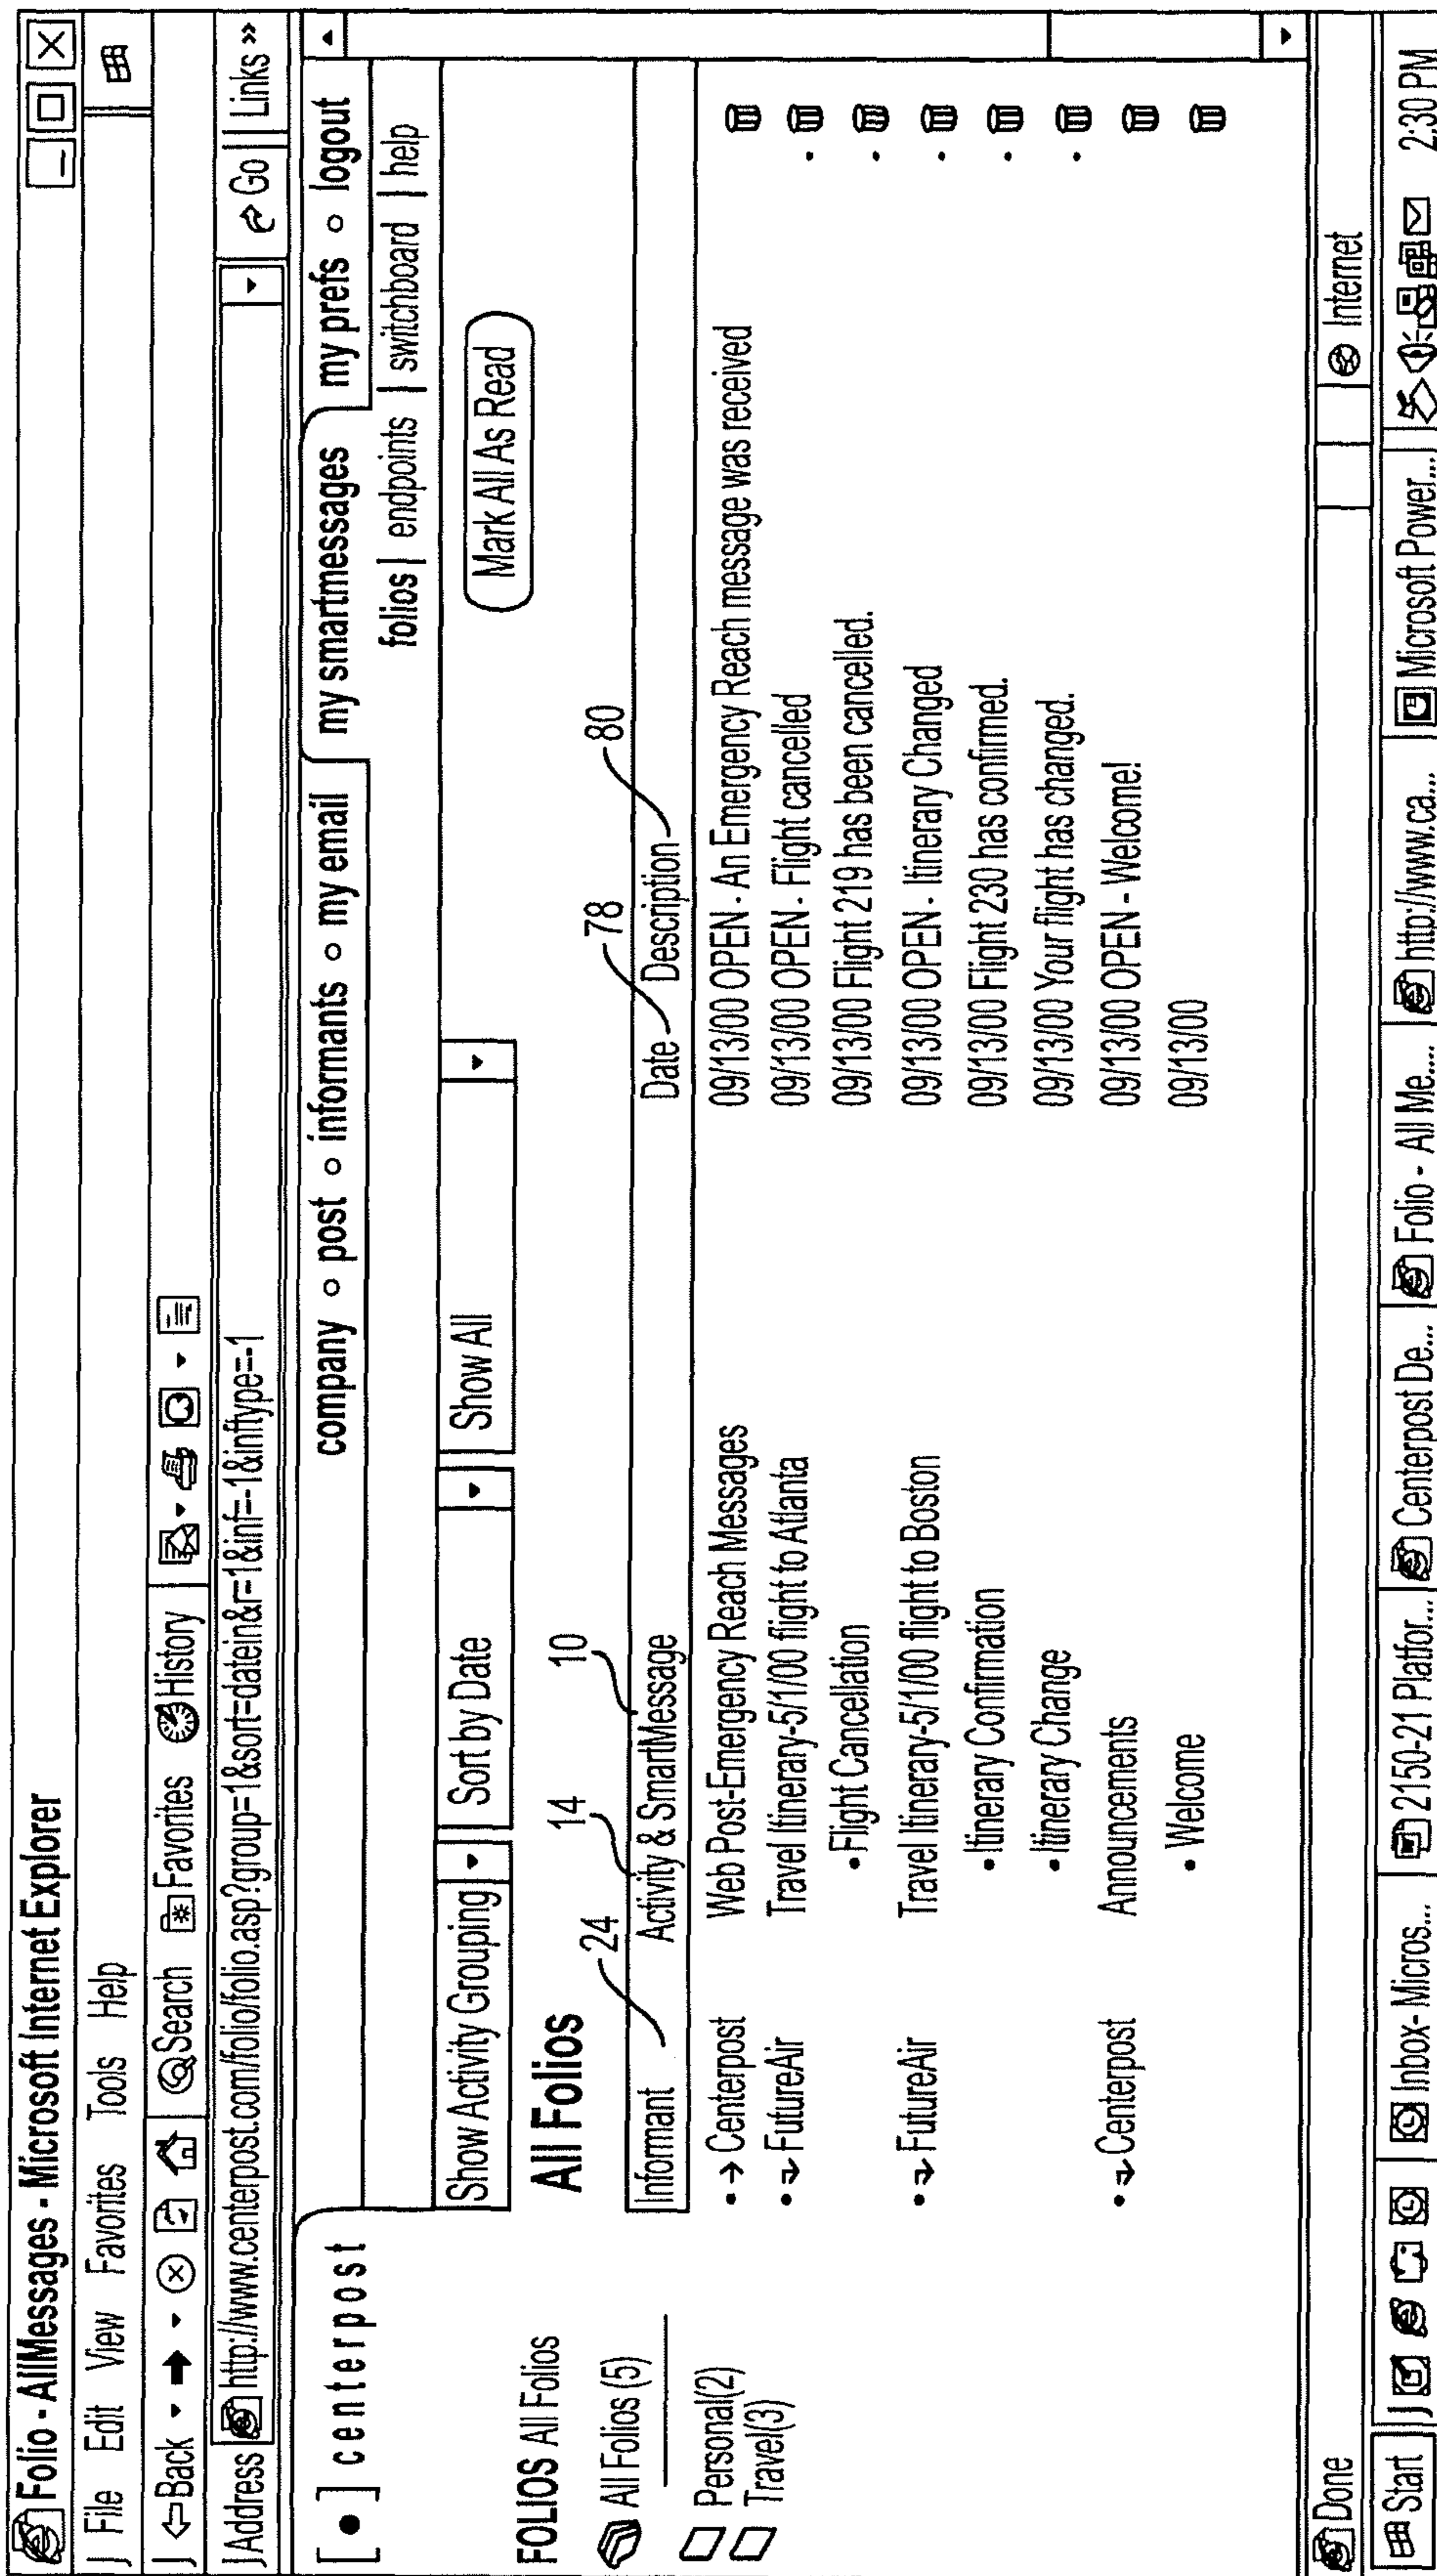 Folio - AllMessages - Microsoft Internet Explorer
File Edit View Favorites Tools Help
Back Search Favorites History
Address http://www.centerpost.com/folio/folio.asp?group=1&sort=datein&r=1&inf=-1&inftype=-1 Go Links »
[ • ] centerpost company o post o informants o my email my smartmessages my prefs o logout
folios | endpoints | switchboard | help
FOLIOS All Folios
All Folios (5)
Personal(2)
Travel(3)
Show Activity Grouping Sort by Date Show All Mark All As Read
All Folios 24 14 10 78 80
Informant Activity & SmartMessage Date Description
• Centerpost Web Post-Emergency Reach Messages 09/13/00 OPEN - An Emergency Reach message was received
• FutureAir Travel Itinerary-5/1/00 flight to Atlanta 09/13/00 OPEN - Flight cancelled
• Flight Cancellation 09/13/00 Flight 219 has been cancelled.
• FutureAir Travel Itinerary-5/1/00 flight to Boston 09/13/00 OPEN - Itinerary Changed
• Itinerary Confirmation 09/13/00 Flight 230 has confirmed.
• Itinerary Change 09/13/00 Your flight has changed.
• Centerpost Announcements 09/13/00 OPEN - Welcome!
• Welcome 09/13/00
Done Internet
Start Inbox- Micros... 2150-21 Platfor... Centerpost De... Folio - All Me... http://www.ca... Microsoft Power... 2:30 PM